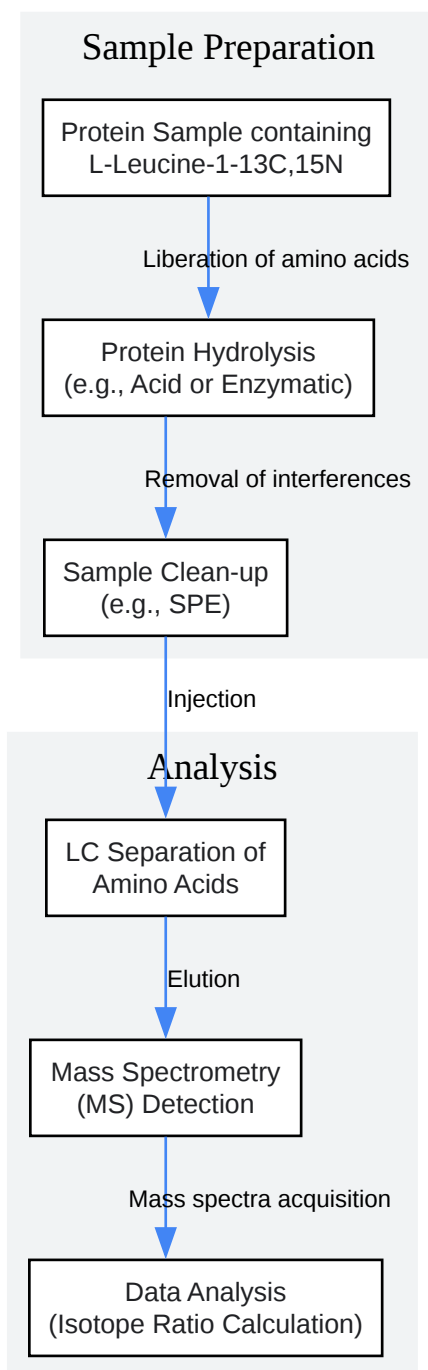 Sample Preparation
Protein Sample containing
L-Leucine-1-13C,15N
Liberation of amino acids
Protein Hydrolysis
(e.g., Acid or Enzymatic)
Removal of interferences
Sample Clean-up
(e.g., SPE)
Injection
Analysis
LC Separation of
Amino Acids
Elution
Mass Spectrometry
(MS) Detection
Mass spectra acquisition
Data Analysis
(Isotope Ratio Calculation)